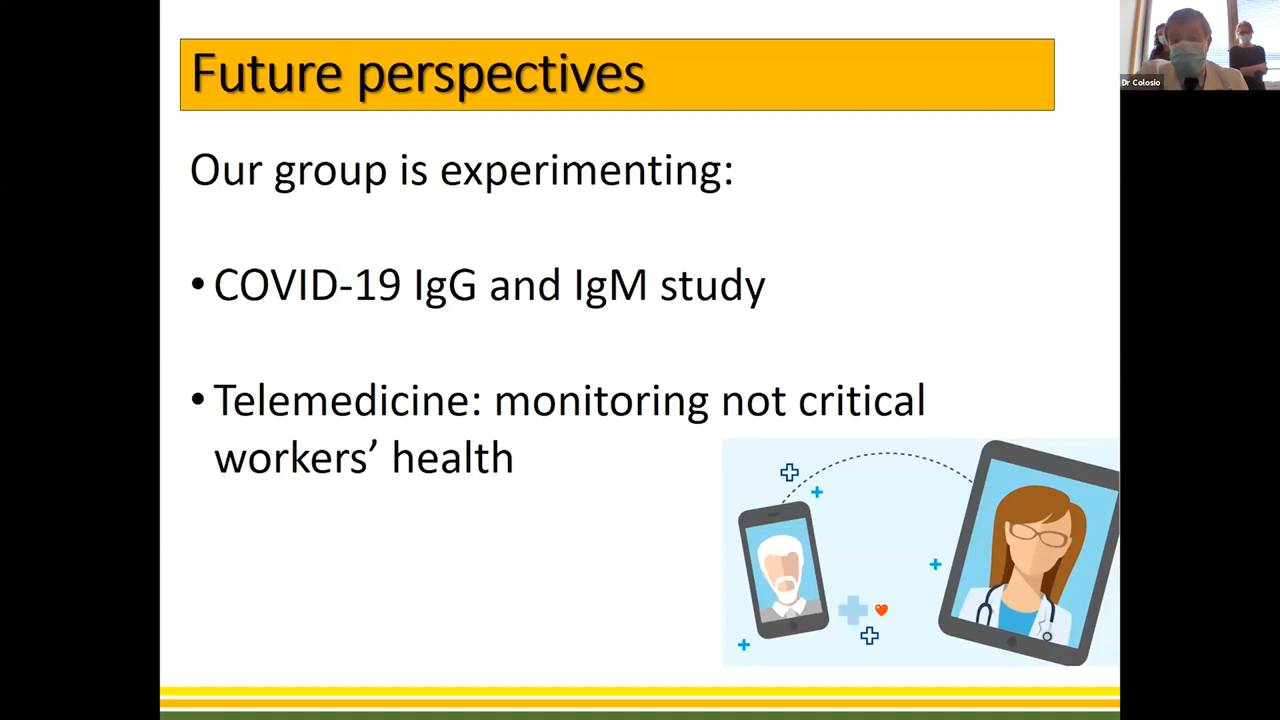 Future perspectives
Dr Colosio
Our group is experimenting:
• COVID-19 IgG and IgM study
• Telemedicine: monitoring not critical
workers’ health